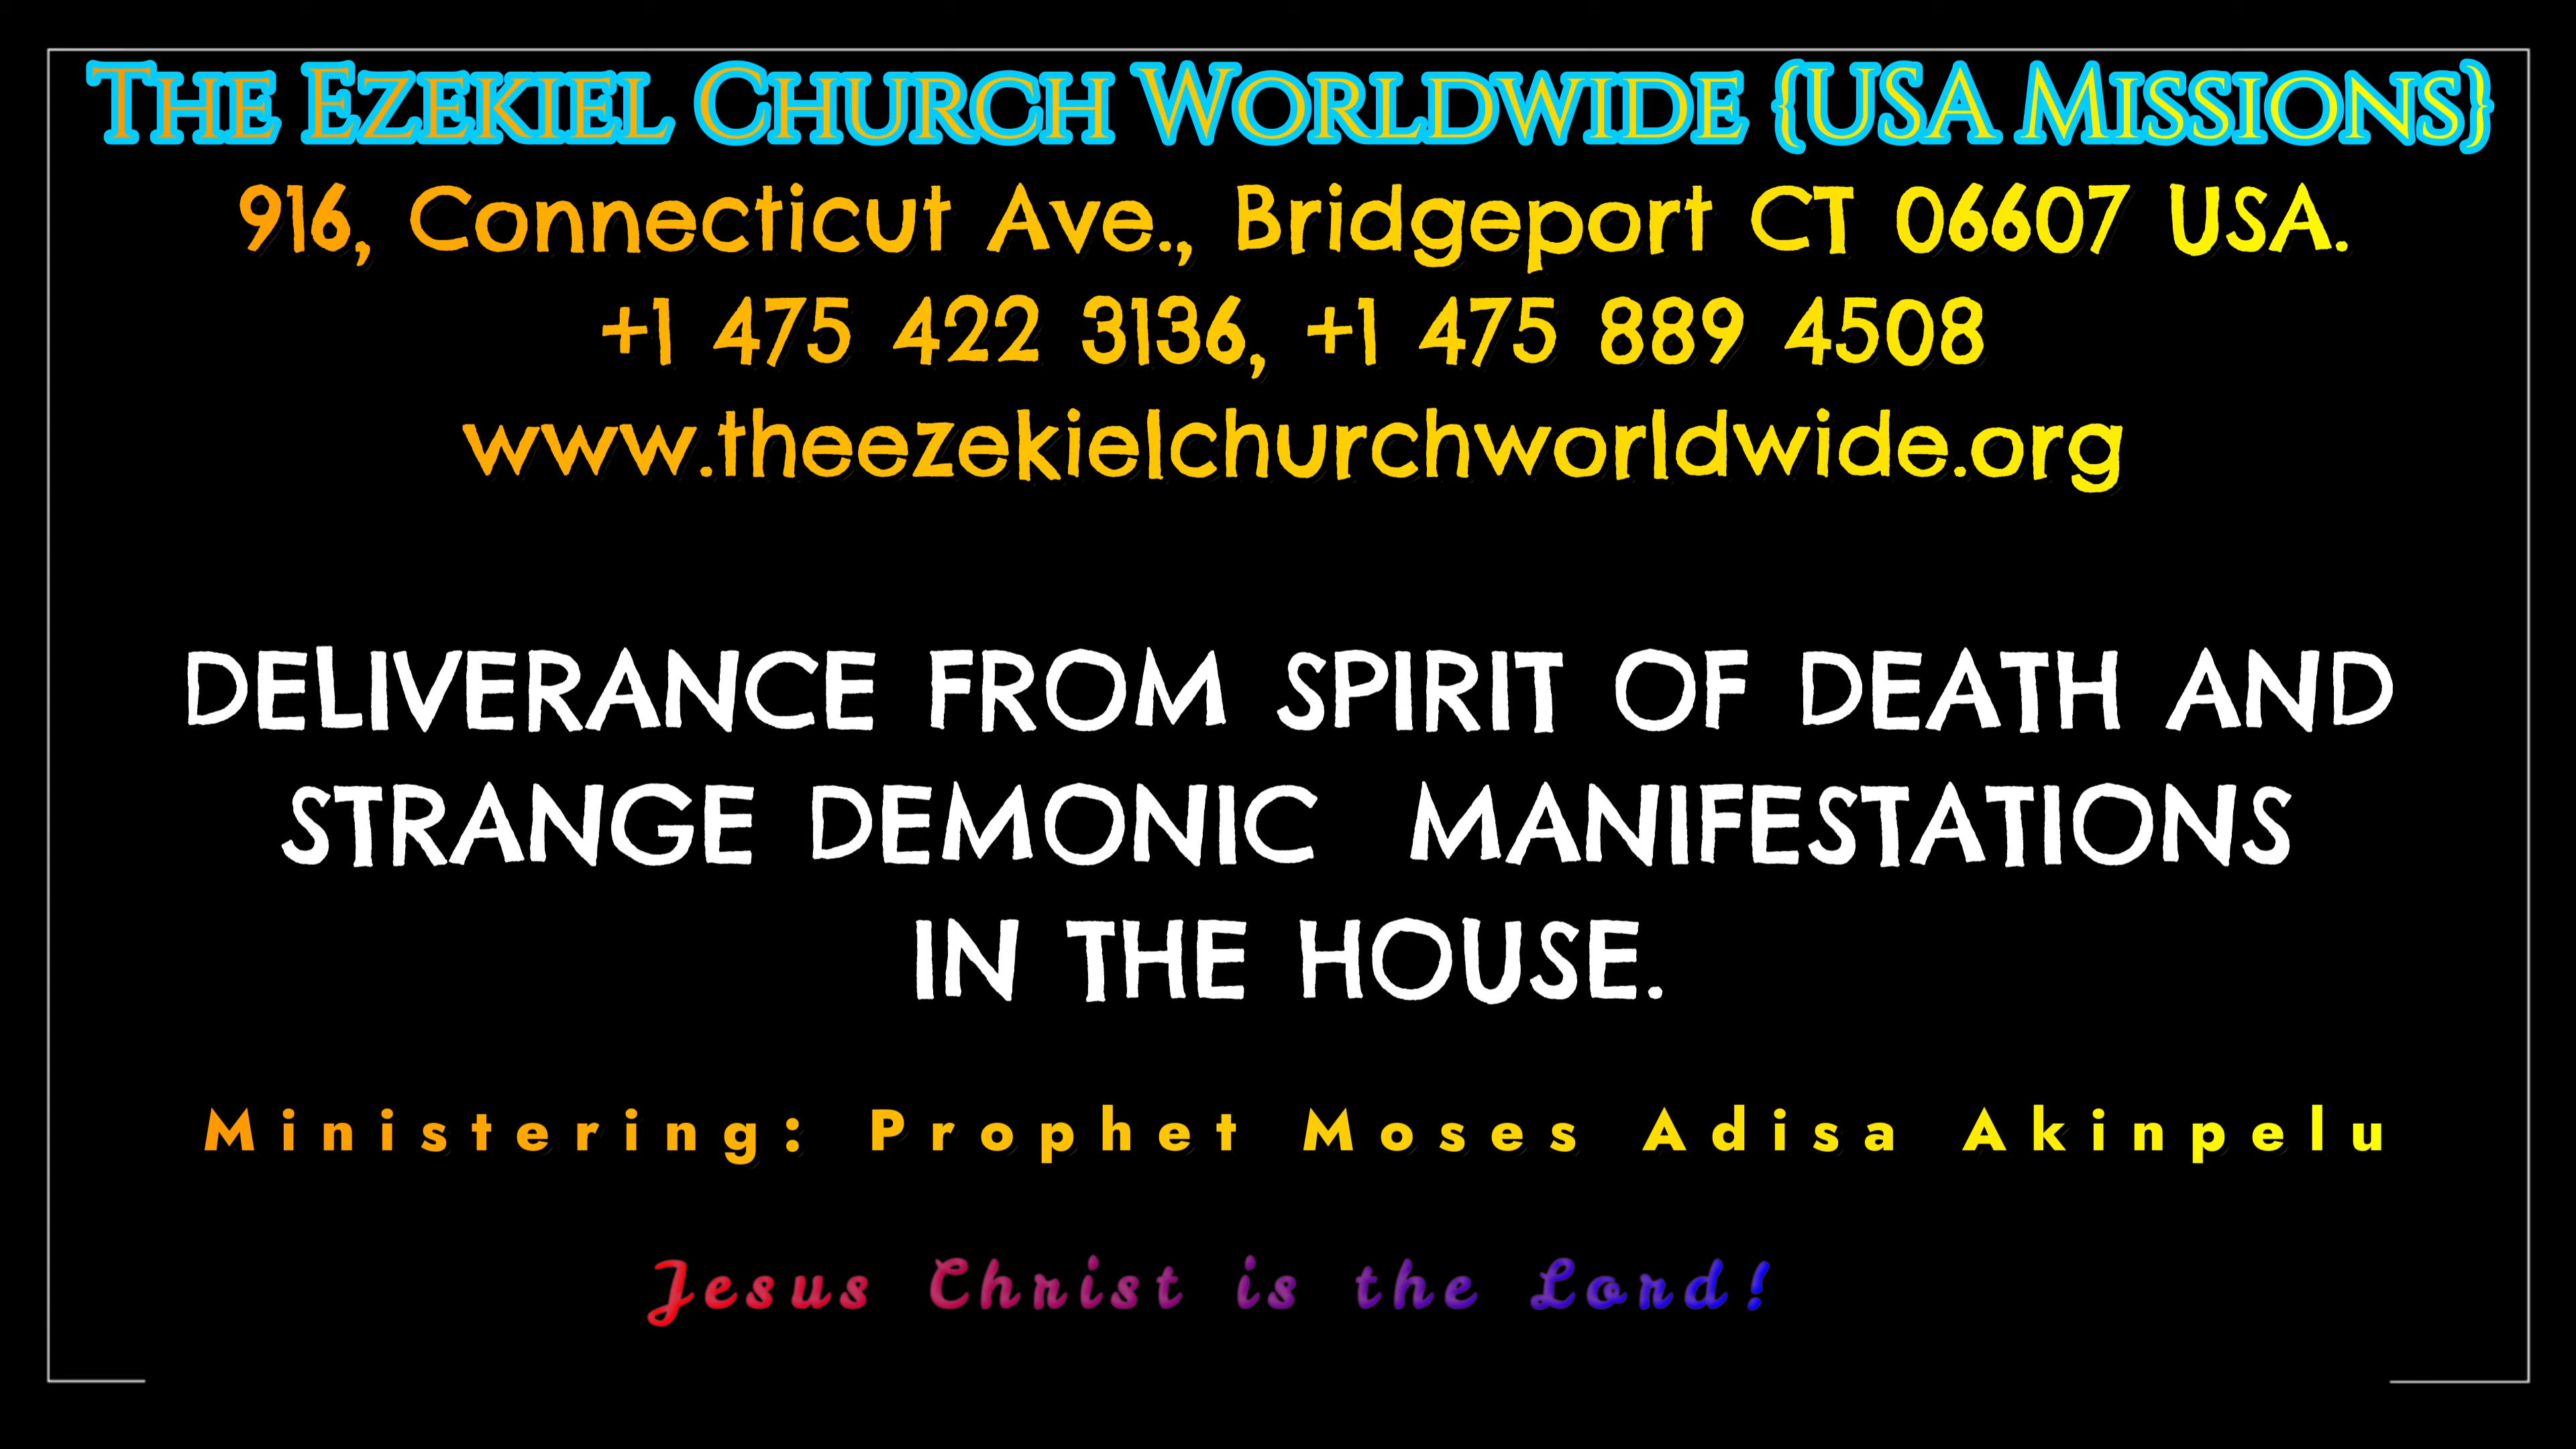 The Ezekiel Church Worldwide {USA Missions}
916, Connecticut Ave., Bridgeport CT 06607 USA.
+1 475 422 3136, +1 475 889 4508
www.theezekielchurchworldwide.org
DELIVERANCE FROM SPIRIT OF DEATH AND
STRANGE DEMONIC MANIFESTATIONS
IN THE HOUSE.
Ministering: Prophet Moses Adisa Akinpelu
Jesus Christ is the Lord!